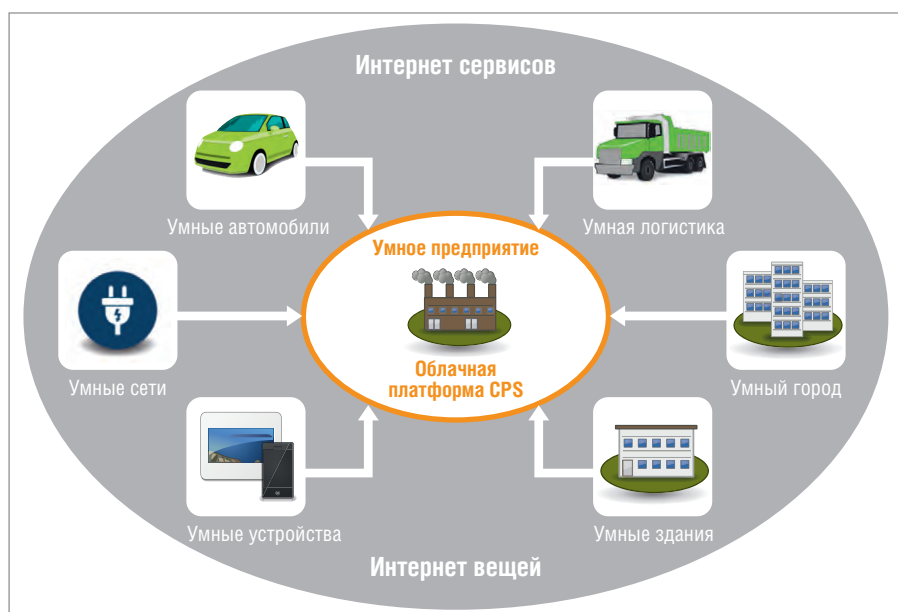 Интернет сервисов
Умные автомобили
Умная логистика
Умное предприятие
Облачная
платформа CPS
Умные сети
Умный город
Умные устройства
Умные здания
Интернет вещей